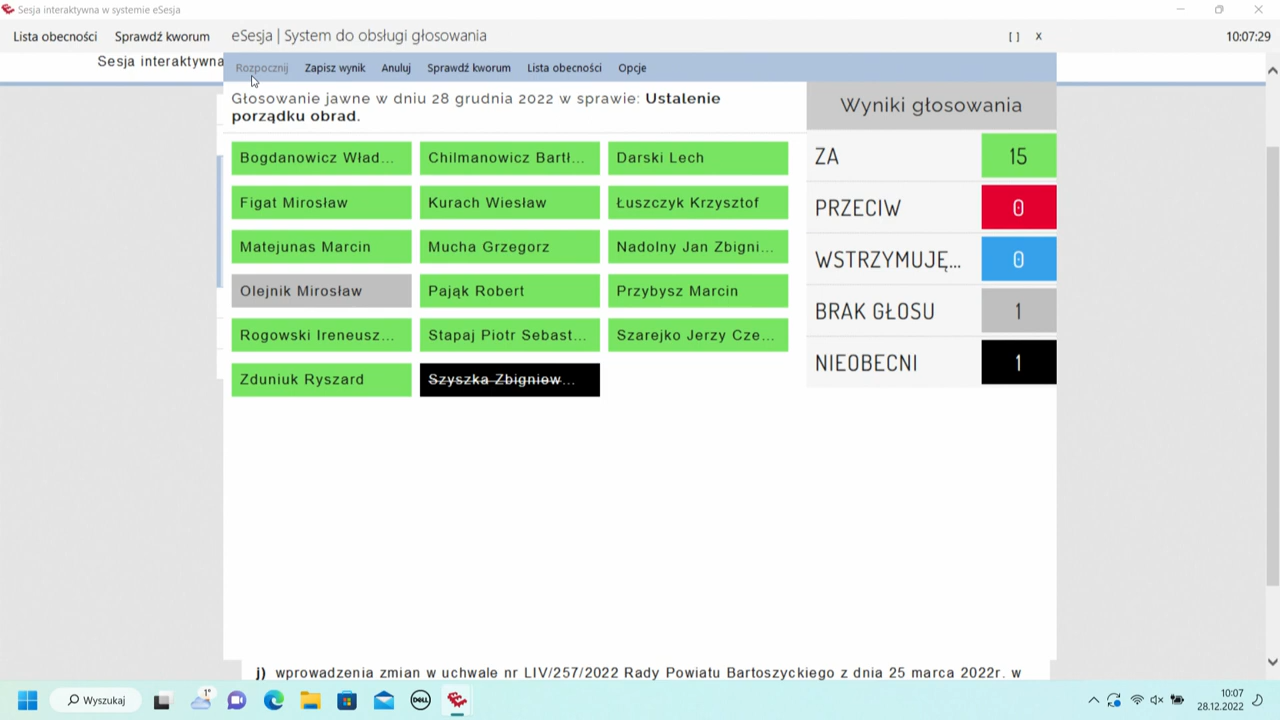 Sesja interaktywna w systemie eSesja
Lista obecności Sprawdź kworum eSesja | System do obsługi głosowania [ ] x 10:07:29
Sesja interaktywna
Rozpocznij Zapisz wynik Anuluj Sprawdź kworum Lista obecności Opcje
Głosowanie jawne w dniu 28 grudnia 2022 w sprawie: Ustalenie
porządku obrad.
Bogdanowicz Wład... Chilmanowicz Bartł... Darski Lech
Figat Mirosław Kurach Wiesław Łuszczyk Krzysztof
Matejunas Marcin Mucha Grzegorz Nadolny Jan Zbigni...
Olejnik Mirosław Pająk Robert Przybysz Marcin
Rogowski Ireneusz... Stapaj Piotr Sebast... Szarejko Jerzy Cze...
Zduniuk Ryszard Szyszka Zbigniew...
Wyniki głosowania
ZA 15
PRZECIW 0
WSTRZYMUJĘ... 0
BRAK GŁOSU 1
NIEOBECNI 1
j) wprowadzenia zmian w uchwale nr LIV/257/2022 Rady Powiatu Bartoszyckiego z dnia 25 marca 2022r. w
1°
Wyszukaj
DELL
10:07
28.12.2022